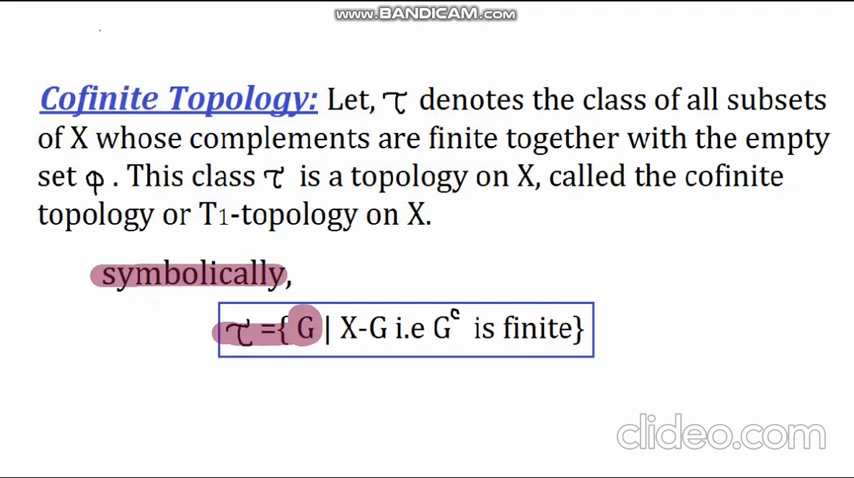 www.BANDICAM.com
Cofinite Topology: Let, τ denotes the class of all subsets
of X whose complements are finite together with the empty
set φ . This class τ is a topology on X, called the cofinite
topology or T1-topology on X.
symbolically,
τ ={ G | X-G i.e Gᶜ is finite}
clideo.com